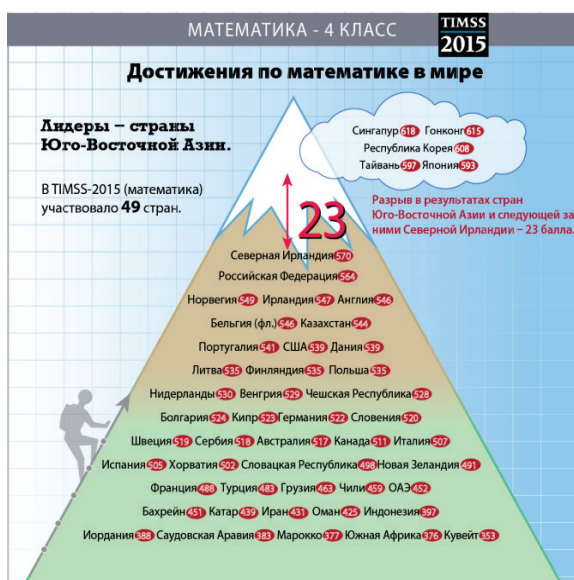 МАТЕМАТИКА - 4 КЛАСС
TIMSS
2015
Достижения по математике в мире
Лидеры – страны
Юго-Восточной Азии.
В TIMSS-2015 (математика)
участвовало 49 стран.
Сингапур 618 Гонконг 615
Республика Корея 608
Тайвань 597 Япония 593
Разрыв в результатах стран
Юго-Восточной Азии и следующей за
ними Северной Ирландии – 23 балла.
23
Северная Ирландия 570
Российская Федерация 564
Норвегия 549 Ирландия 547 Англия 546
Бельгия (фл.) 546 Казахстан 544
Португалия 541 США 539 Дания 539
Литва 535 Финляндия 535 Польша 535
Нидерланды 530 Венгрия 529 Чешская Республика 528
Болгария 524 Кипр 523 Германия 522 Словения 520
Швеция 519 Сербия 518 Австралия 517 Канада 511 Италия 507
Испания 505 Хорватия 502 Словацкая Республика 498 Новая Зеландия 491
Франция 488 Турция 483 Грузия 463 Чили 459 ОАЭ 452
Бахрейн 451 Катар 439 Иран 431 Оман 425 Индонезия 397
Иордания 388 Саудовская Аравия 383 Марокко 377 Южная Африка 376 Кувейт 353